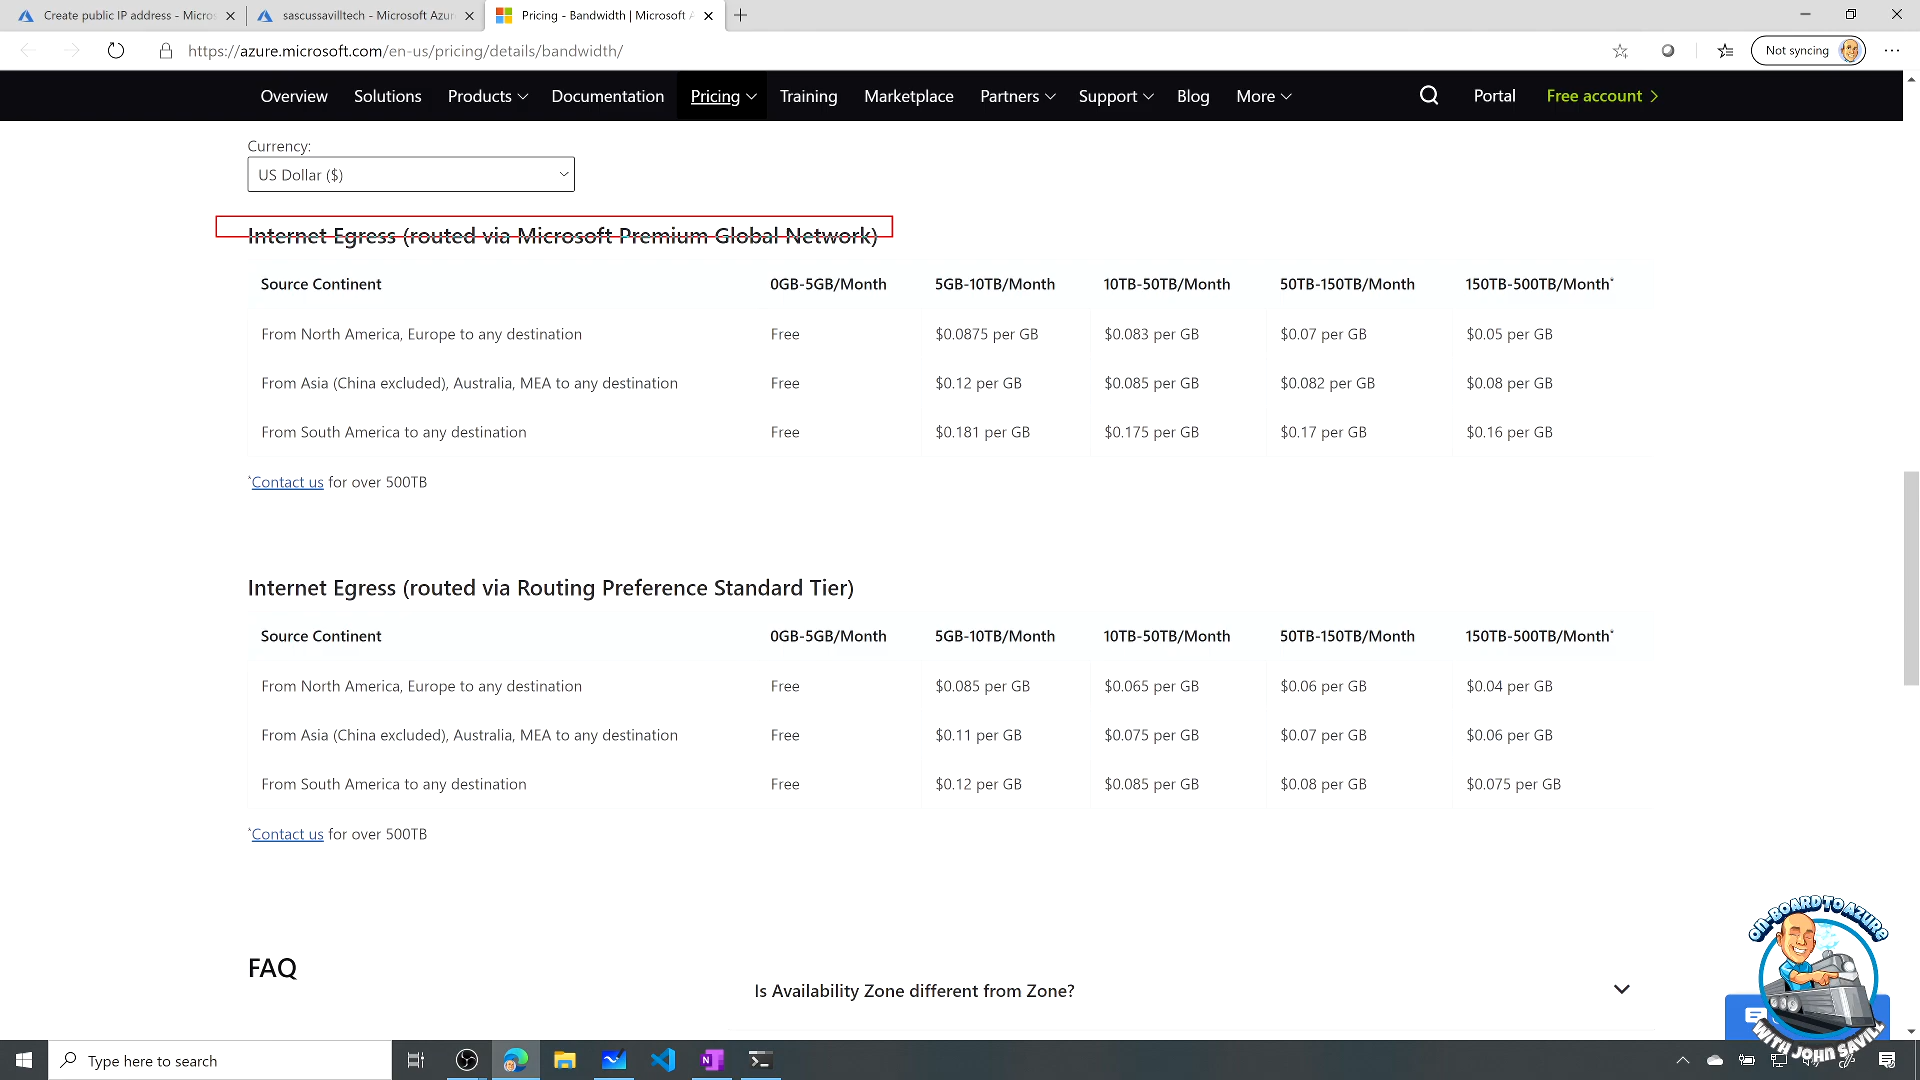 Create public IP address - Micros
sascussavilltech - Microsoft Azur
Pricing - Bandwidth | Microsoft A
https://azure.microsoft.com/en-us/pricing/details/bandwidth/
Not syncing
Overview Solutions Products Documentation Pricing Training Marketplace Partners Support Blog More Portal Free account
Currency:
US Dollar ($)
Internet Egress (routed via Microsoft Premium Global Network)
Source Continent 0GB-5GB/Month 5GB-10TB/Month 10TB-50TB/Month 50TB-150TB/Month 150TB-500TB/Month*
From North America, Europe to any destination Free $0.0875 per GB $0.083 per GB $0.07 per GB $0.05 per GB
From Asia (China excluded), Australia, MEA to any destination Free $0.12 per GB $0.085 per GB $0.082 per GB $0.08 per GB
From South America to any destination Free $0.181 per GB $0.175 per GB $0.17 per GB $0.16 per GB
*Contact us for over 500TB
Internet Egress (routed via Routing Preference Standard Tier)
Source Continent 0GB-5GB/Month 5GB-10TB/Month 10TB-50TB/Month 50TB-150TB/Month 150TB-500TB/Month*
From North America, Europe to any destination Free $0.085 per GB $0.065 per GB $0.06 per GB $0.04 per GB
From Asia (China excluded), Australia, MEA to any destination Free $0.11 per GB $0.075 per GB $0.07 per GB $0.06 per GB
From South America to any destination Free $0.12 per GB $0.085 per GB $0.08 per GB $0.075 per GB
*Contact us for over 500TB
FAQ
Is Availability Zone different from Zone?
ON-BOARD TO AZURE
WITH JOHN SAVILL
Type here to search